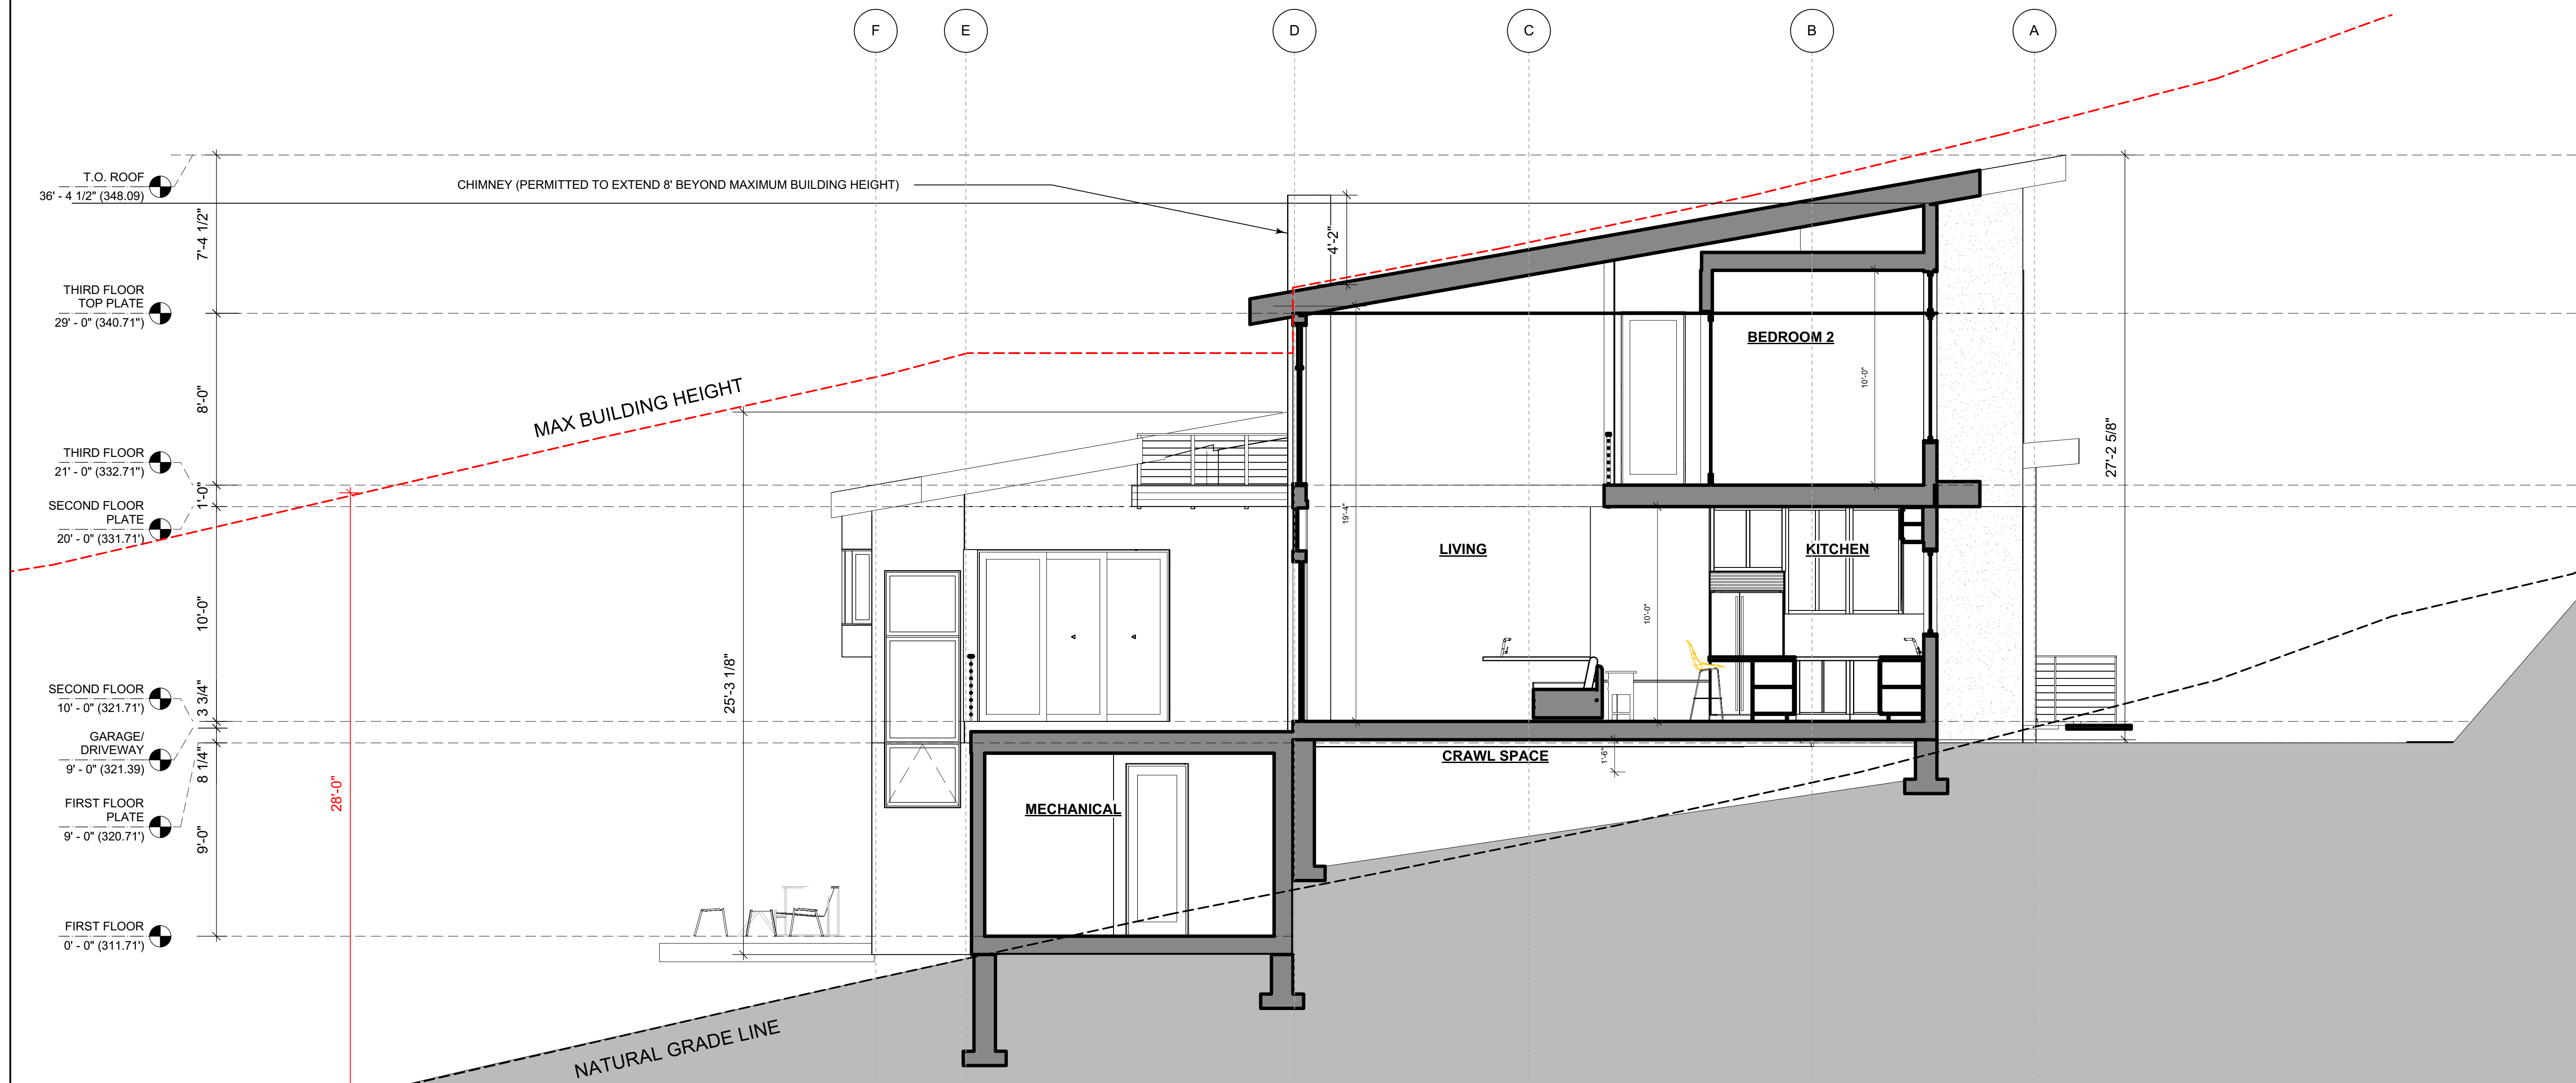 F
E
D
C
B
A
T.O. ROOF
36' - 4 1/2" (348.09)
7'-4 1/2"
CHIMNEY (PERMITTED TO EXTEND 8' BEYOND MAXIMUM BUILDING HEIGHT)
4'-2"
THIRD FLOOR
TOP PLATE
29' - 0" (340.71")
8'-0"
BEDROOM 2
10'-0"
MAX BUILDING HEIGHT
THIRD FLOOR
21' - 0" (332.71")
1'-0"
SECOND FLOOR
PLATE
20' - 0" (331.71')
27'-2 5/8"
19'-4"
LIVING
KITCHEN
10'-0"
10'-0"
25'-3 1/8"
SECOND FLOOR
10' - 0" (321.71')
3 3/4"
GARAGE/
DRIVEWAY
9' - 0" (321.39)
8 1/4"
CRAWL SPACE
1'-6"
28'-0"
FIRST FLOOR
PLATE
9' - 0" (320.71')
9'-0"
MECHANICAL
FIRST FLOOR
0' - 0" (311.71')
NATURAL GRADE LINE